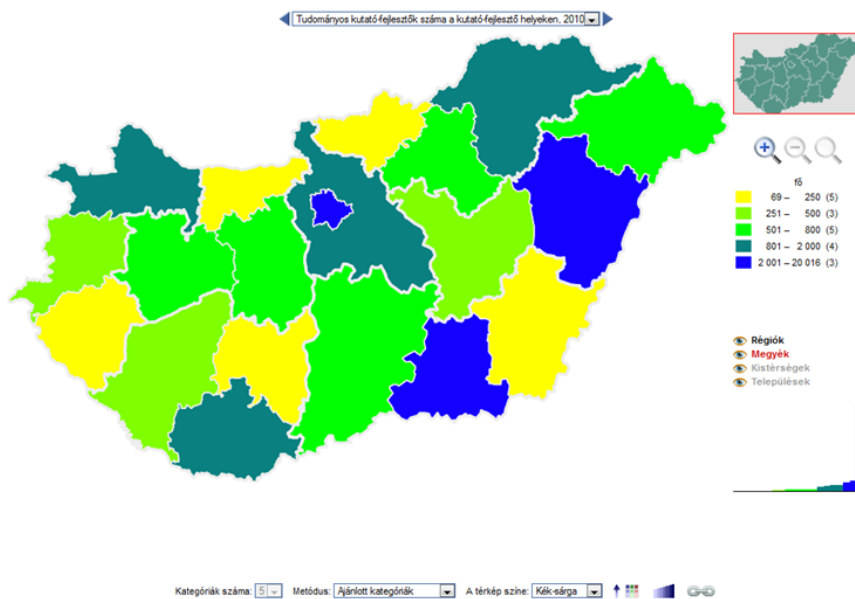 Tudományos kutató-fejlesztők száma a kutató-fejlesztő helyeken, 2010
fő
69 – 250 (5)
251 – 500 (3)
501 – 800 (5)
801 – 2 000 (4)
2 001 – 20 016 (3)
Régiók
Megyék
Kistérségek
Települések
Kategóriák száma: 5 Metódus: Ajánlott kategóriák A térkép színe: Kék-sárga